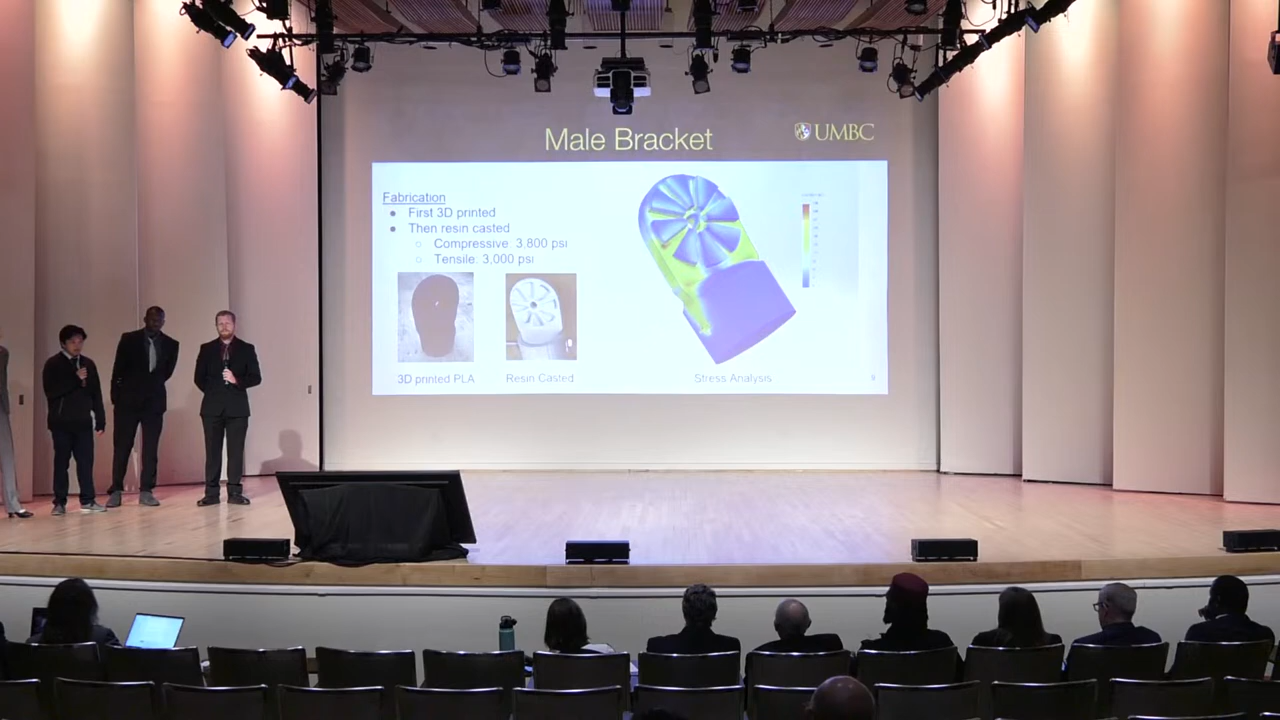 Male Bracket
UMBC
Fabrication
First 3D printed
Then resin casted
Compressive: 3,800 psi
Tensile: 3,000 psi
3D printed PLA
Resin Casted
Stress Analysis